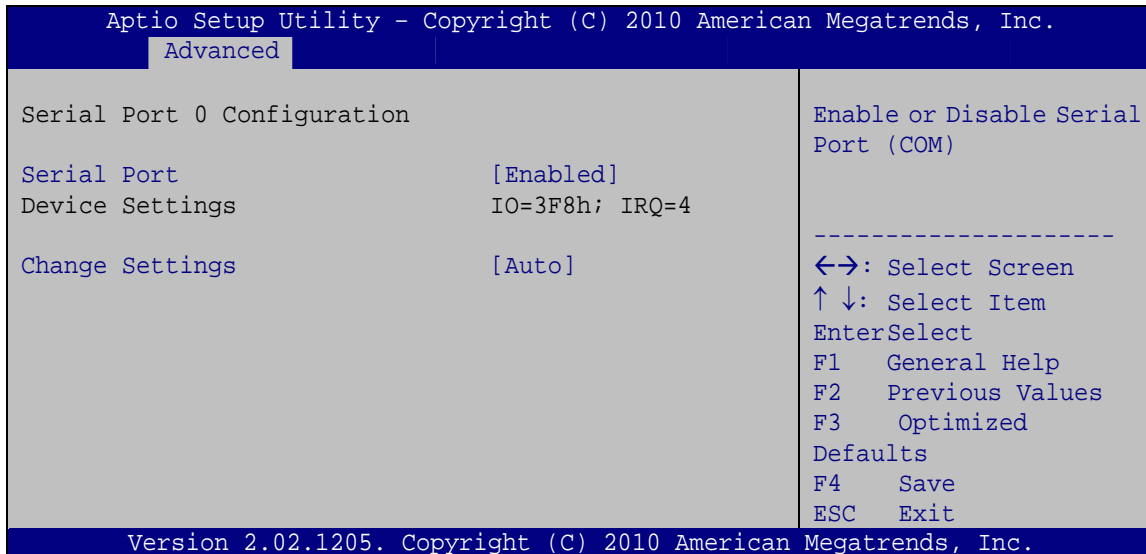 Aptio Setup Utility – Copyright (C) 2010 American Megatrends, Inc.
Advanced
Serial Port 0 Configuration
Serial Port [Enabled]
Device Settings IO=3F8h; IRQ=4
Change Settings [Auto]
Enable or Disable Serial
Port (COM)
---------------------
←→: Select Screen
↑ ↓: Select Item
EnterSelect
F1 General Help
F2 Previous Values
F3 Optimized
Defaults
F4 Save
ESC Exit
Version 2.02.1205. Copyright (C) 2010 American Megatrends, Inc.